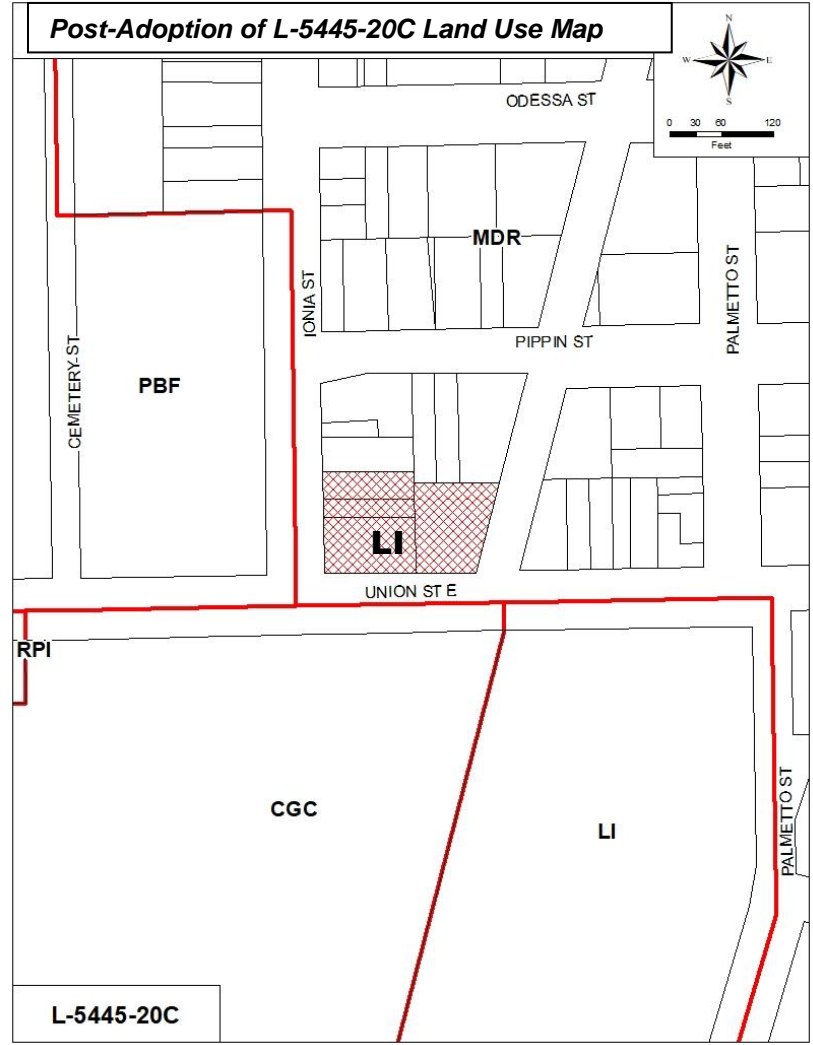 Post-Adoption of L-5445-20C Land Use Map
N
W E
S
0 30 60 120
Feet
ODESSA ST
MDR
IONIA ST
PALMETTO ST
CEMETERY ST
PIPPIN ST
PBF
LI
UNION ST E
RPI
CGC
LI
PALMETTO ST
L-5445-20C